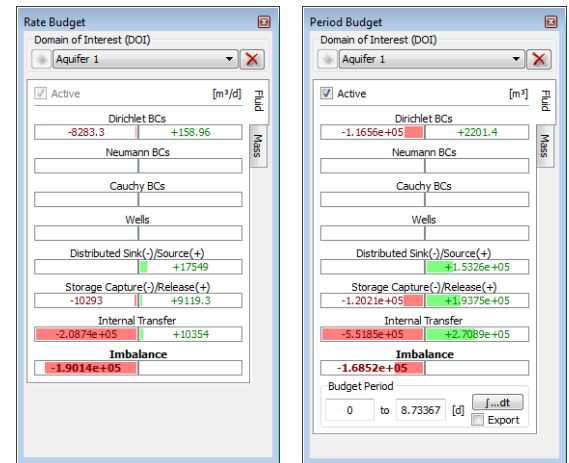 Rate Budget
Domain of Interest (DOI)
Aquifer 1
Active [m³/d]
Fluid
Mass
Dirichlet BCs
-8283.3 +158.96
Neumann BCs
Cauchy BCs
Wells
Distributed Sink(-)/Source(+)
+17549
Storage Capture(-)/Release(+)
-10293 +9119.3
Internal Transfer
-2.0874e+05 +10354
Imbalance
-1.9014e+05
Period Budget
Domain of Interest (DOI)
Aquifer 1
Active [m³]
Fluid
Mass
Dirichlet BCs
-1.1656e+05 +2201.4
Neumann BCs
Cauchy BCs
Wells
Distributed Sink(-)/Source(+)
+1.5326e+05
Storage Capture(-)/Release(+)
-1.2021e+05 +1.9375e+05
Internal Transfer
-5.5185e+05 +2.7089e+05
Imbalance
-1.6852e+05
Budget Period
0 to 8.73367 [d] ∫...dt
Export